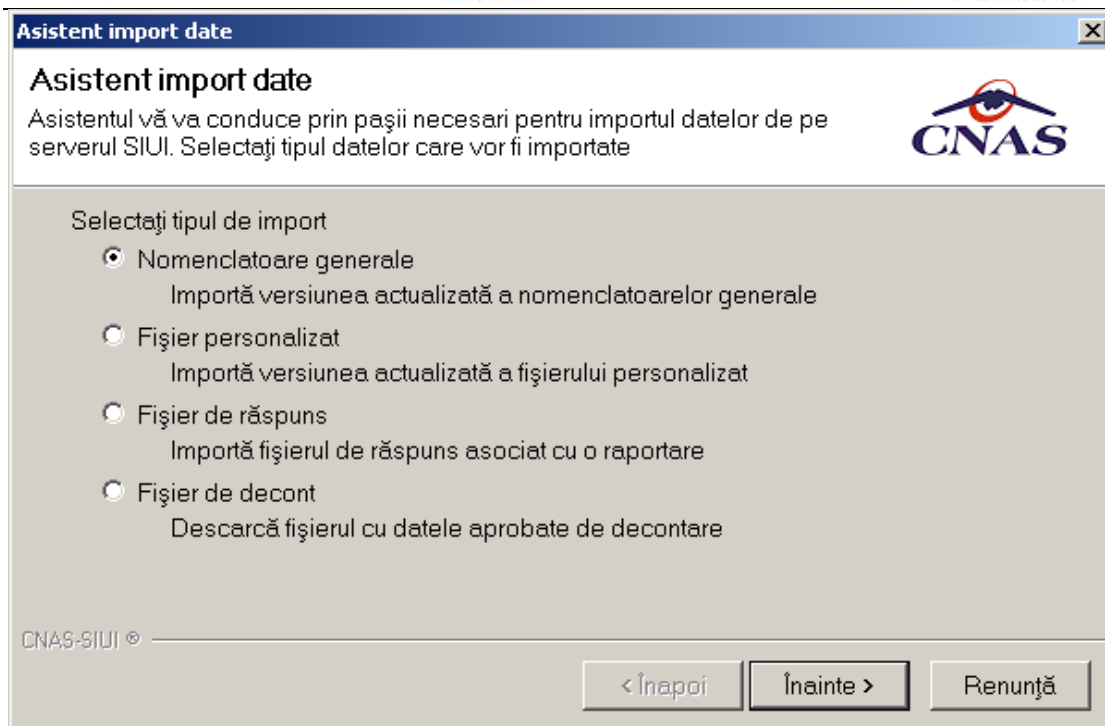 Asistent import date
Asistent import date
Asistentul vă va conduce prin paşii necesari pentru importul datelor de pe
serverul SIUI. Selectaţi tipul datelor care vor fi importate
CNAS
Selectaţi tipul de import
Nomenclatoare generale
Importă versiunea actualizată a nomenclatoarelor generale
Fişier personalizat
Importă versiunea actualizată a fişierului personalizat
Fişier de răspuns
Importă fişierul de răspuns asociat cu o raportare
Fişier de decont
Descarcă fişierul cu datele aprobate de decontare
CNAS-SIUI ®
< Înapoi
Înainte >
Renunţă